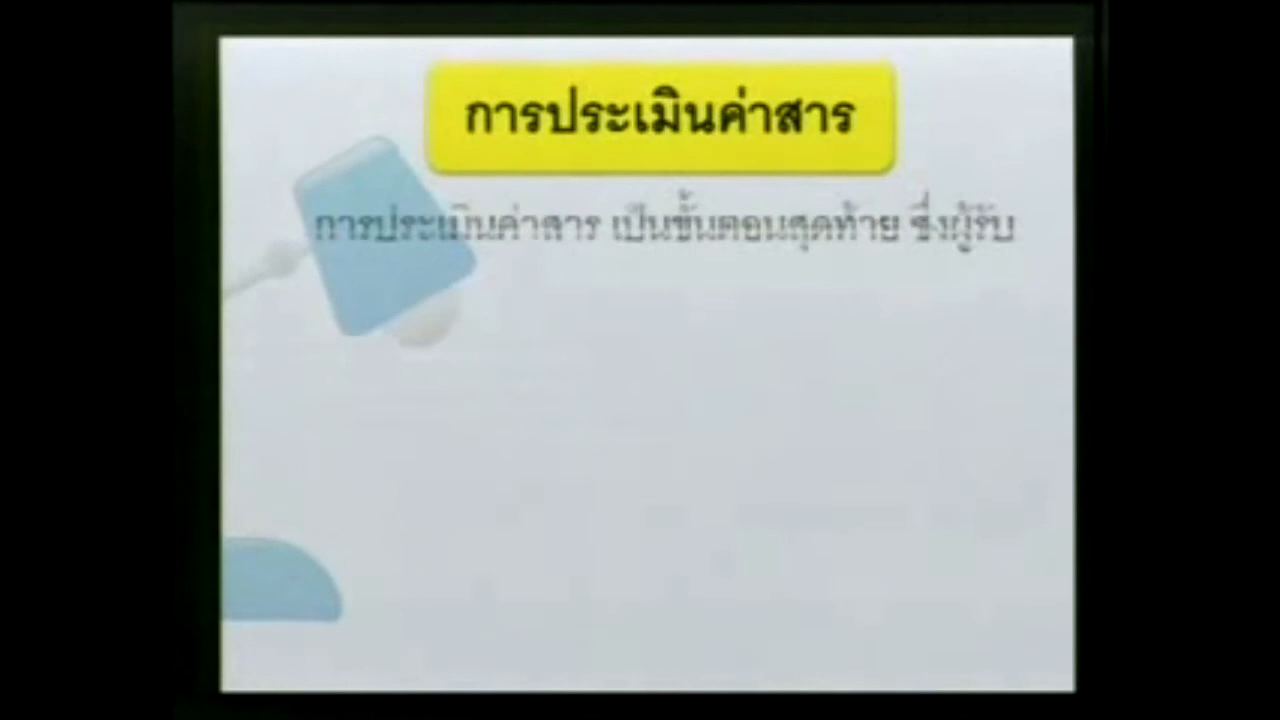 การประเมินค่าสาร
การประเมินค่าสาร เป็นขั้นตอนสุดท้าย ซึ่งผู้รับ